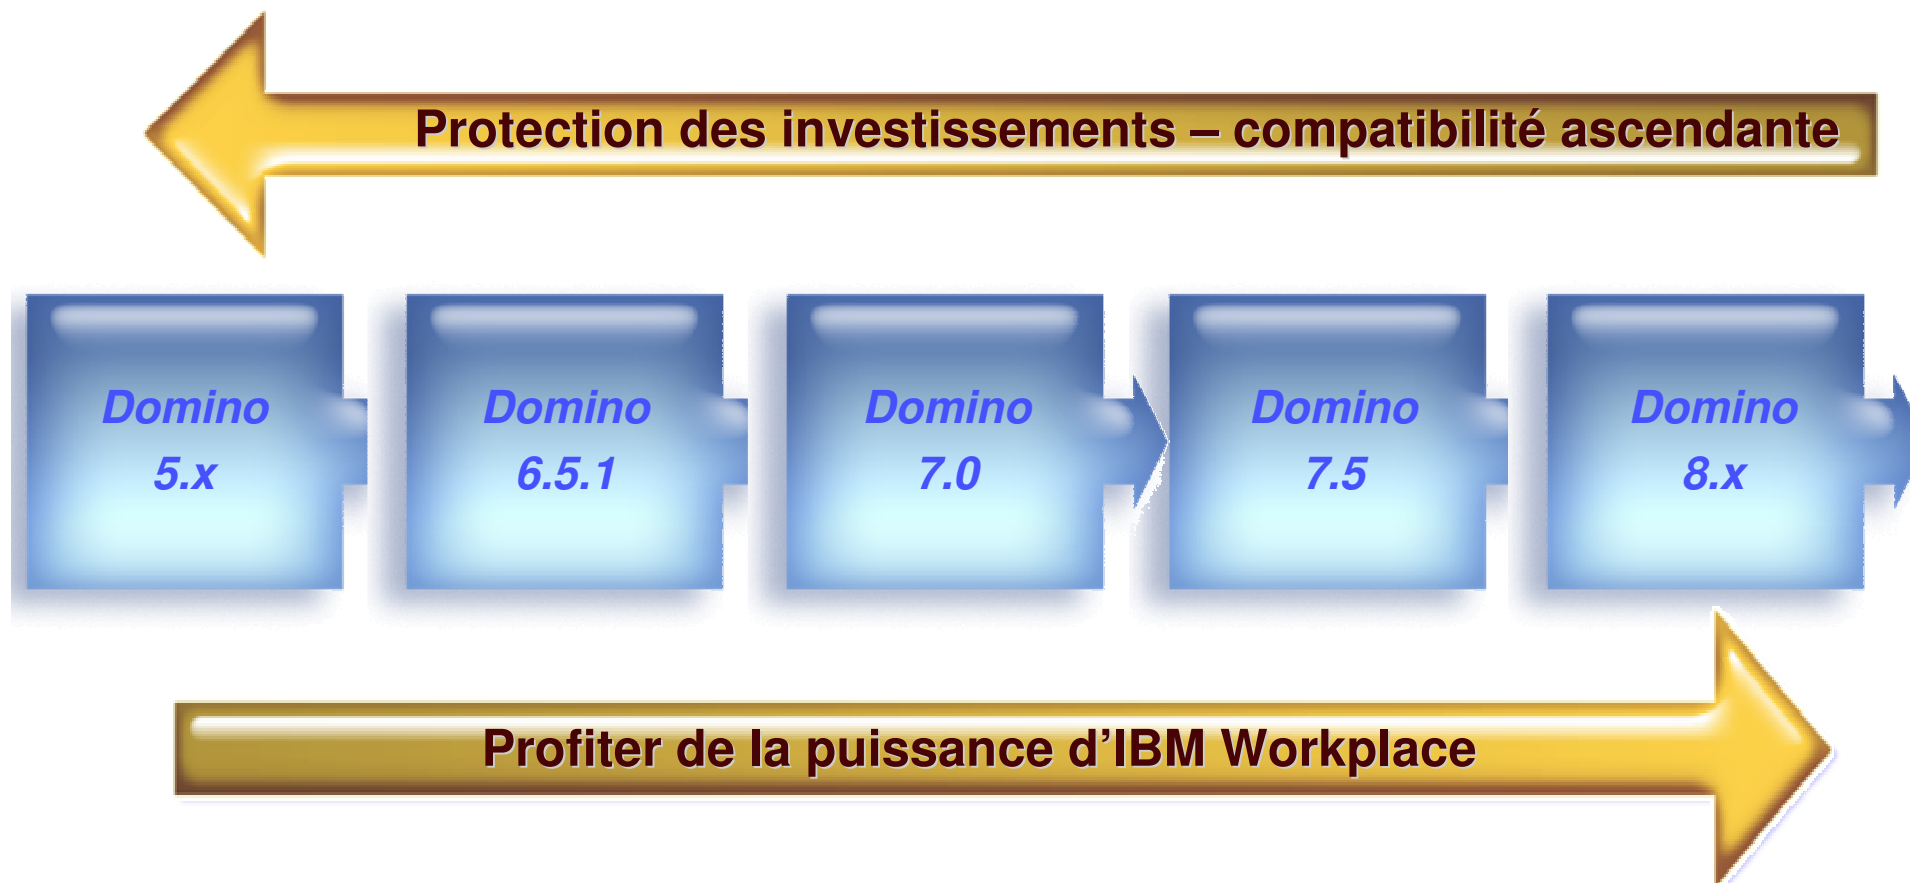 Protection des investissements – compatibilité ascendante
Domino
5.x
Domino
6.5.1
Domino
7.0
Domino
7.5
Domino
8.x
Profiter de la puissance d’IBM Workplace